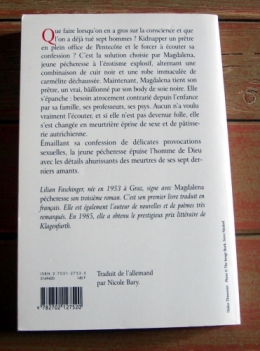 Que faire lorsqu'on en a gros sur la conscience et que
l'on a déjà tué sept hommes ? Kidnapper un prêtre
en plein office de Pentecôte et le forcer à écouter sa
confession ? C'est la solution choisie par Magdalena,
jeune pécheresse à l'érotisme explosif, alternant une
combinaison de cuir noir et une robe immaculée de
carmélite déchaussée. Maintenant, Magdalena tient son
prêtre, un vrai, bâillonné par son body de soie noire. Elle
s'épanche : besoin atrocement contrarié depuis l'enfance
par sa famille, ses professeurs, ses pays. Aucun n'a voulu
vraiment l'écouter, et si elle n'est pas devenue folle, elle
s'est changée en meurtrière éprise de sexe et de pâtisse-
rie autrichienne.
Émaillant sa confession de délicates provocations
sexuelles, la jeune pécheresse épuise l'homme de Dieu
avec les détails ahurissants des meurtres de ses sept der-
niers amants.
Lilian Faschinger, née en 1953 à Graz, signe avec Magdalena
pécheresse son troisième roman. C'est son premier livre traduit en
français. Elle est également l'auteur de nouvelles et de poèmes très
remarqués. En 1985, elle a obtenu le prestigieux prix littéraire de
Klagenfurth.
Traduit de l'allemand
par Nicole Bary.
9 782702 127520